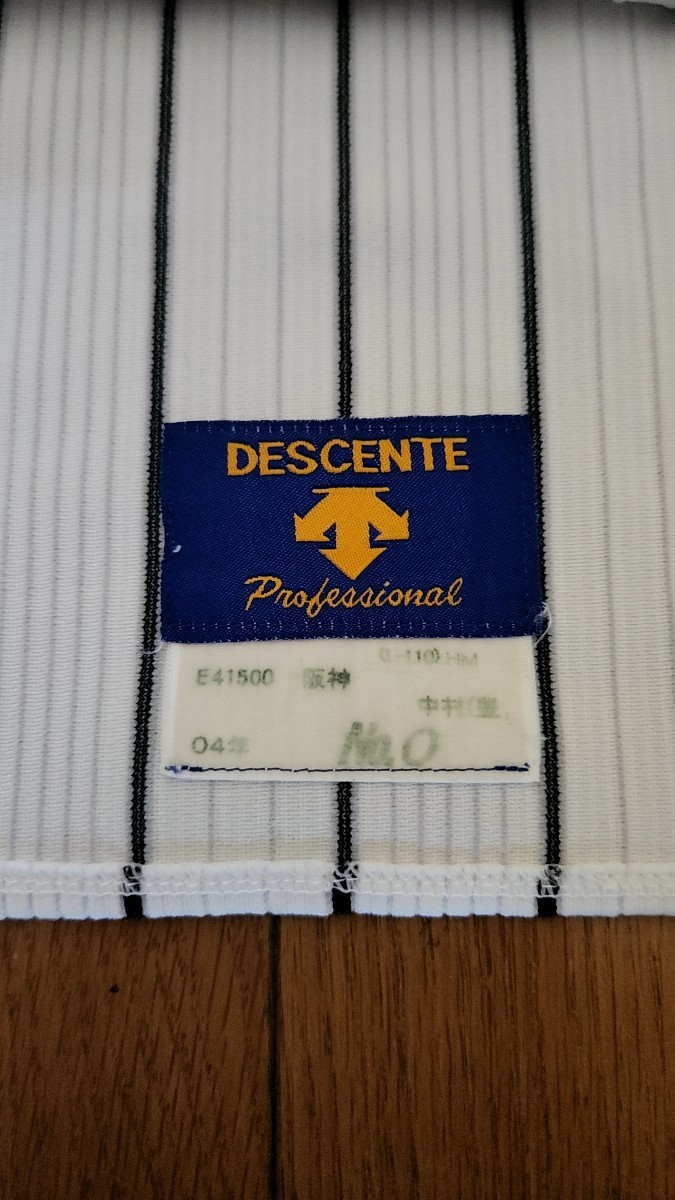 DESCENTE
Professional
(L-110) HM
E41500 阪神
中村(豊
04年 No.0